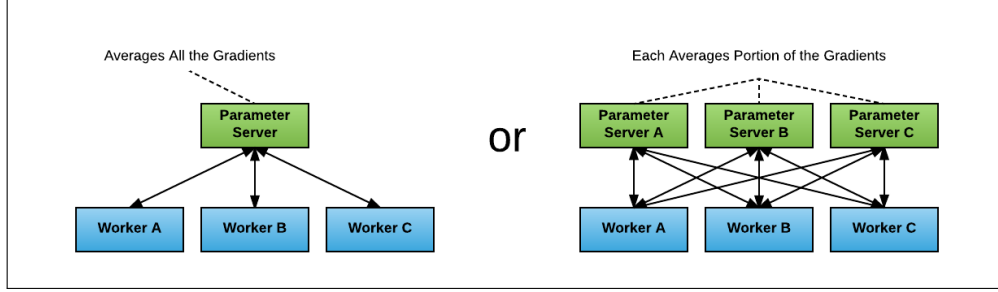 Averages All the Gradients
Parameter
Server
Worker A
Worker B
Worker C
or
Each Averages Portion of the Gradients
Parameter
Server A
Parameter
Server B
Parameter
Server C
Worker A
Worker B
Worker C